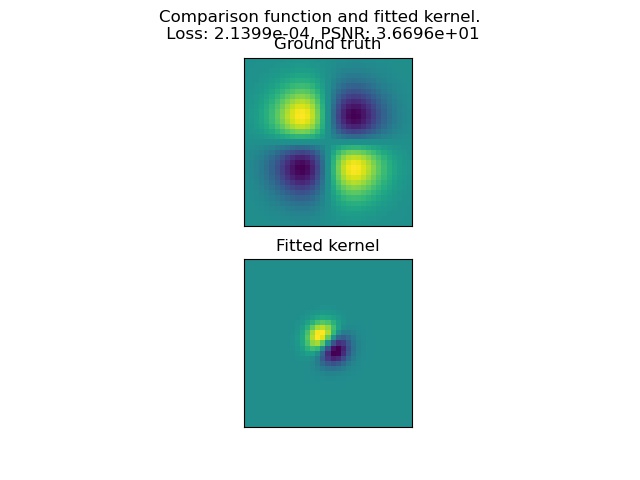 Comparison function and fitted kernel.
Loss: 2.1399e-04, PSNR: 3.6696e+01
Ground truth
Fitted kernel